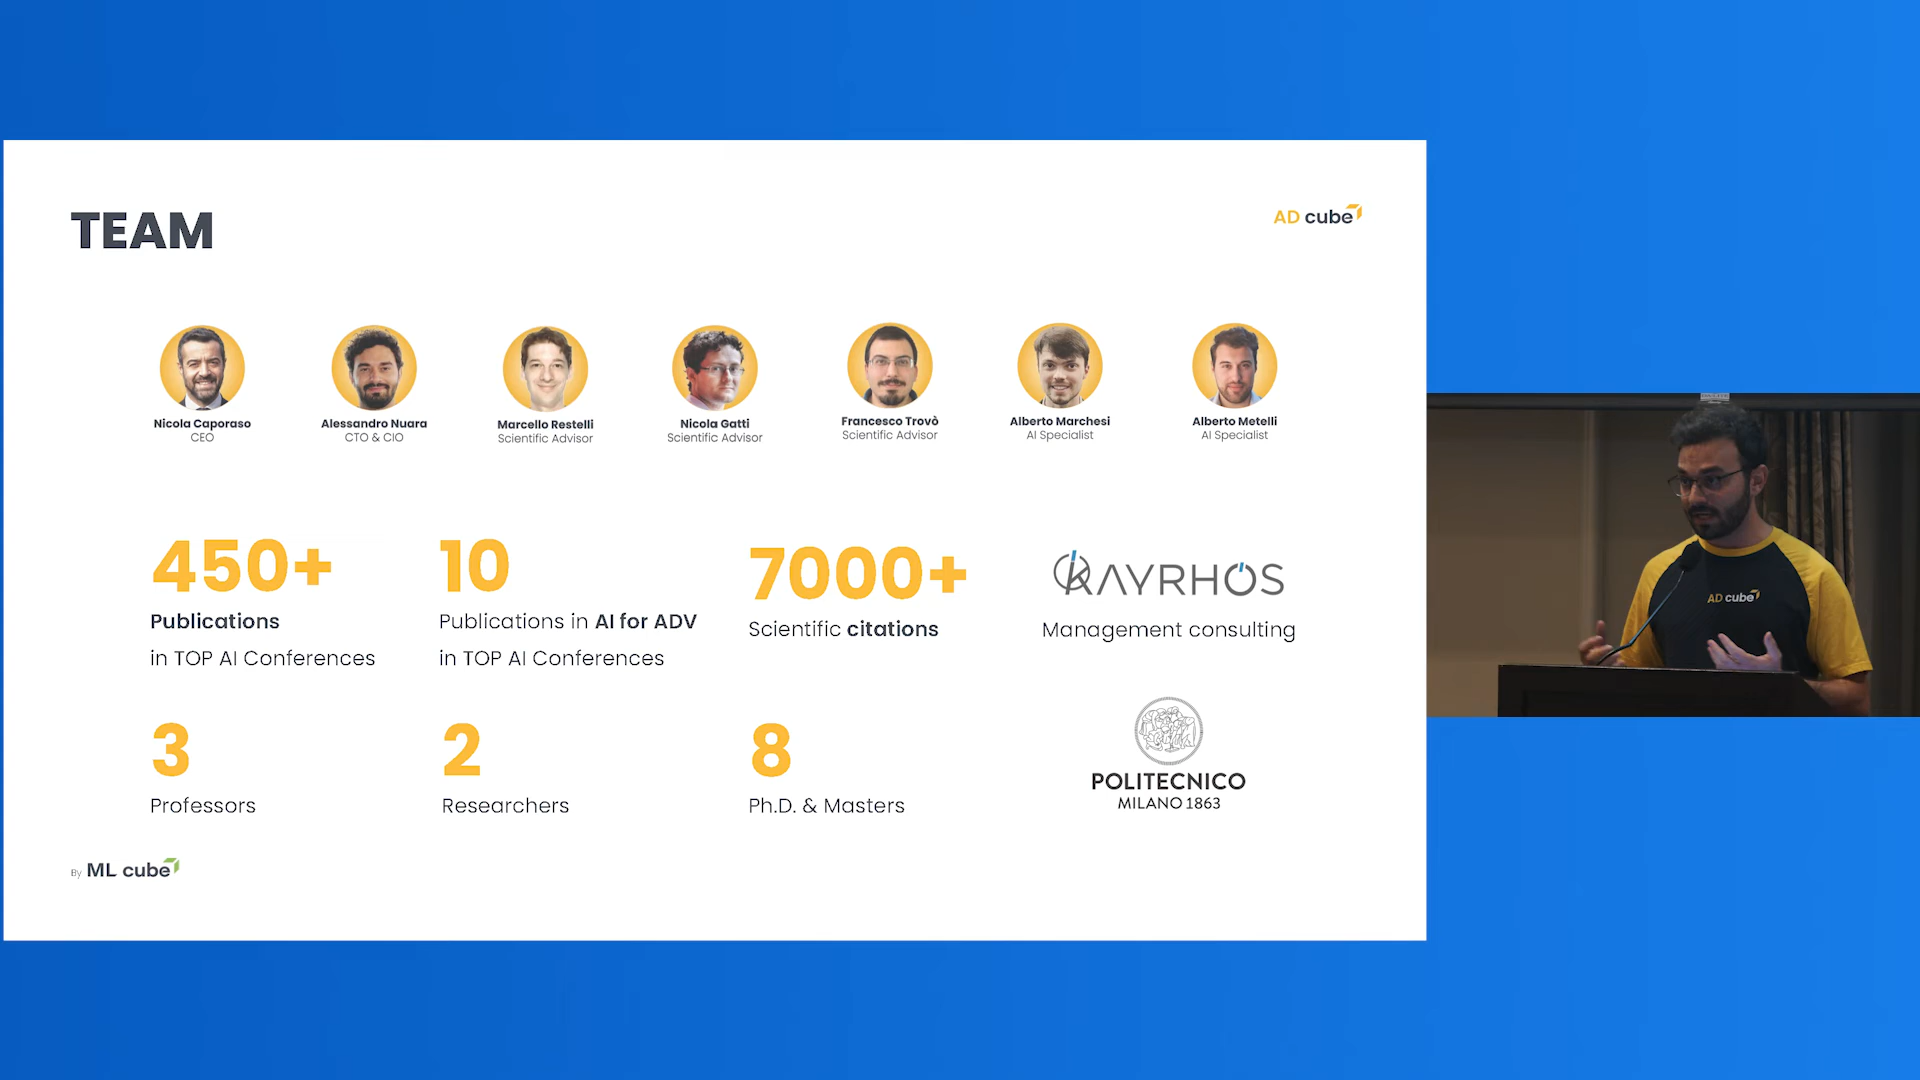 TEAM
AD cube
Nicola Caporaso
CEO
Alessandro Nuara
CTO & CIO
Marcello Restelli
Scientific Advisor
Nicola Gatti
Scientific Advisor
Francesco Trovò
Scientific Advisor
Alberto Marchesi
AI Specialist
Alberto Metelli
AI Specialist
450+
Publications
in TOP AI Conferences
10
Publications in AI for ADV
in TOP AI Conferences
7000+
Scientific citations
KAYRHOS
Management consulting
3
Professors
2
Researchers
8
Ph.D. & Masters
POLITECNICO
MILANO 1863
By ML cube
AD cube